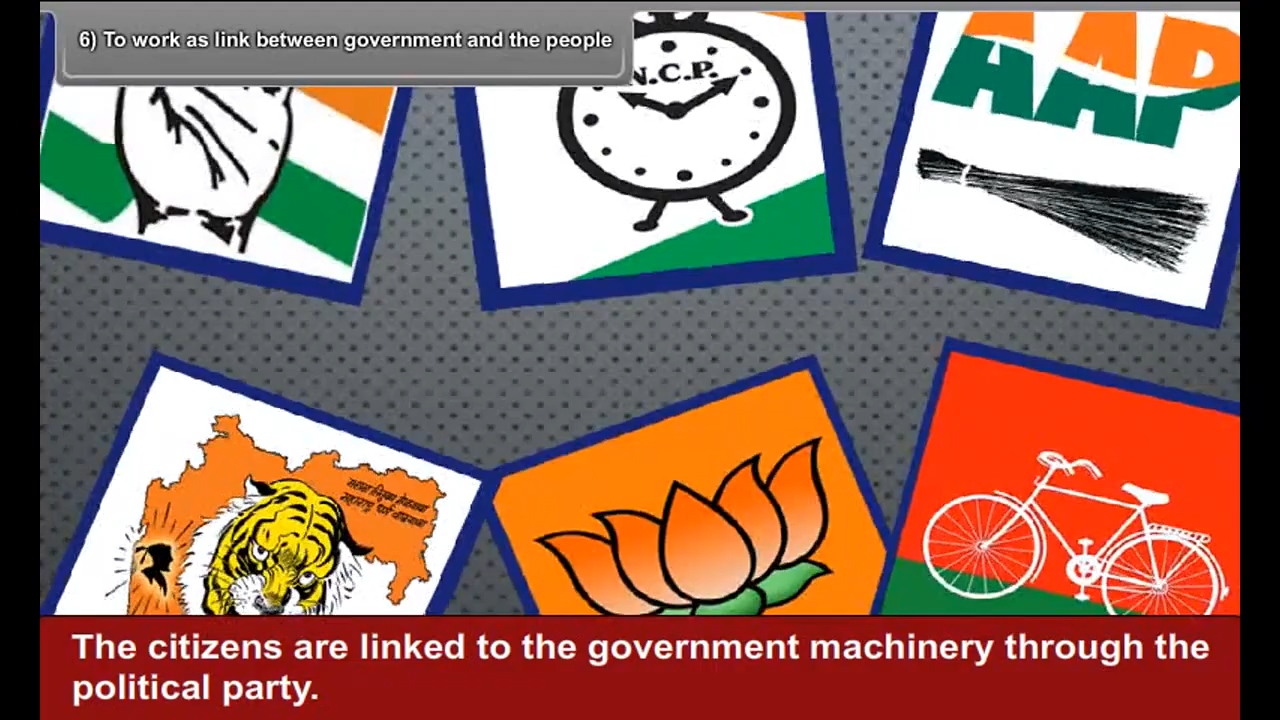 6) To work as link between government and the people
N.C.P.
AAP
AAP
The citizens are linked to the government machinery through the
political party.